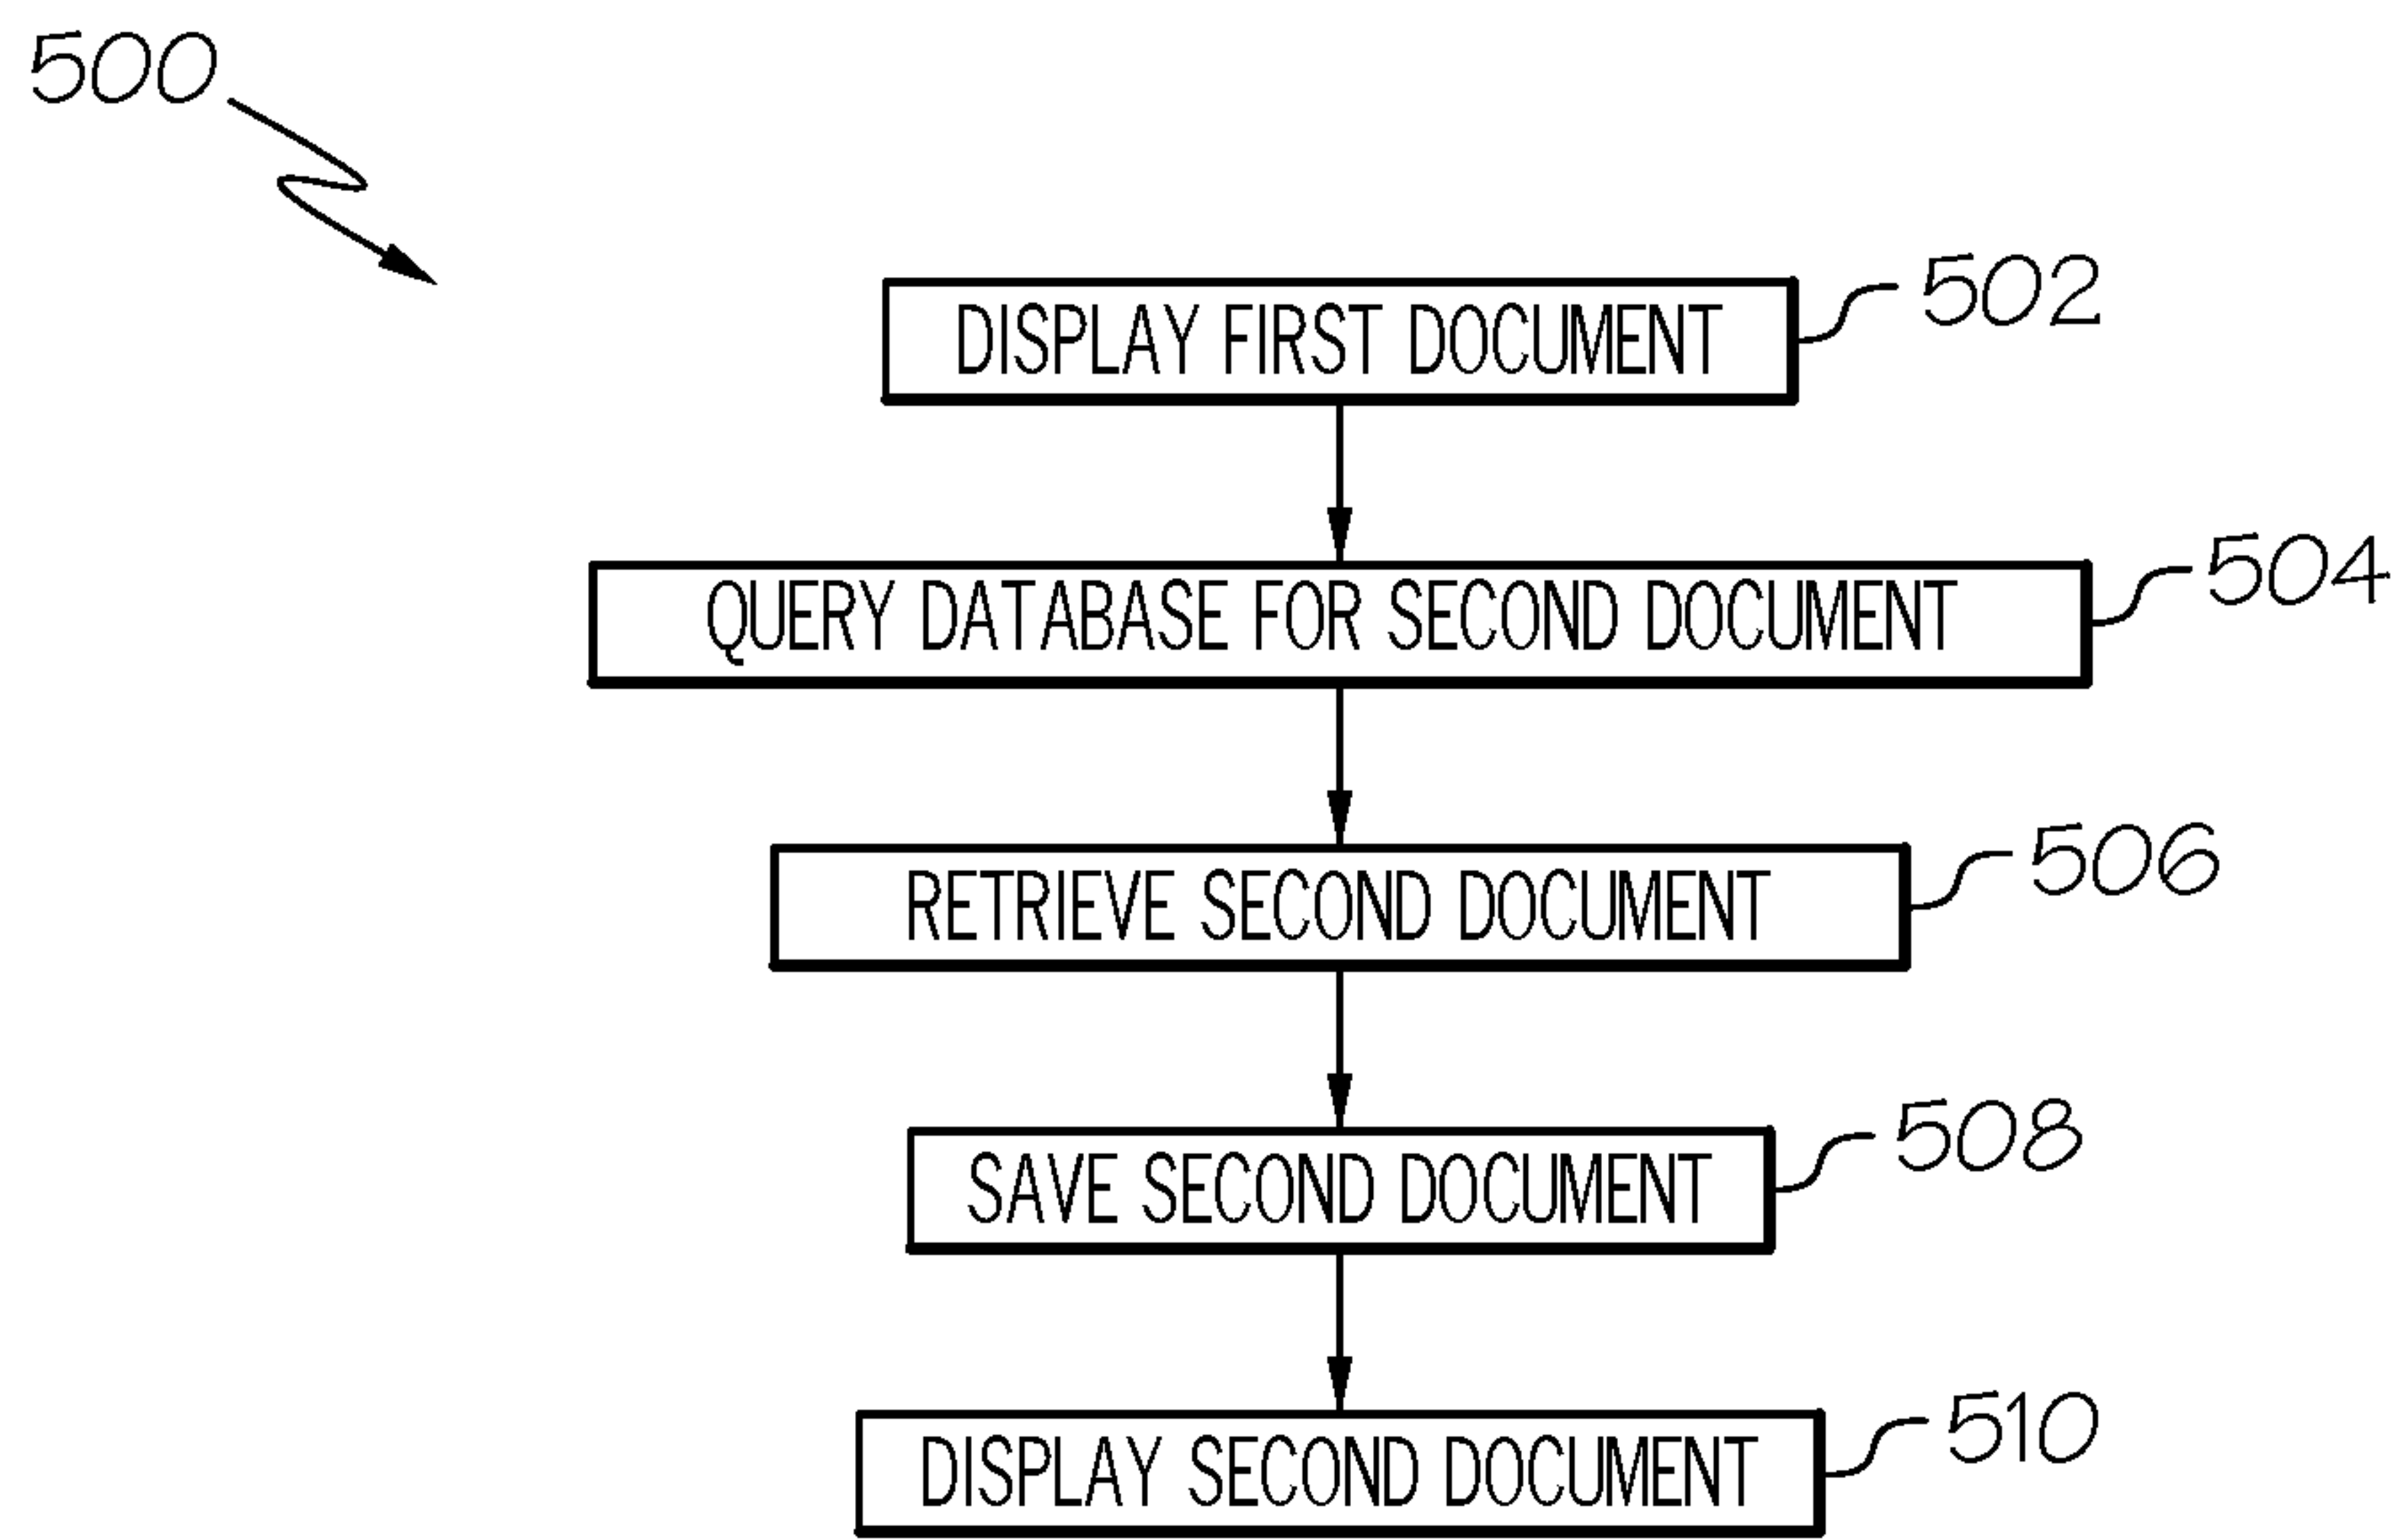 500
DISPLAY FIRST DOCUMENT
502
QUERY DATABASE FOR SECOND DOCUMENT
504
RETRIEVE SECOND DOCUMENT
506
SAVE SECOND DOCUMENT
508
DISPLAY SECOND DOCUMENT
510